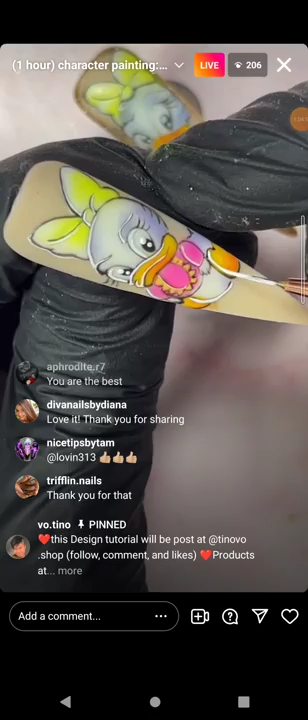 (1 hour) character painting:...
LIVE
206
aphrodlte.r7
You are the best
divanailsbydiana
Love it! Thank you for sharing
nicetipsbytam
@lovin313 👍🏼👍🏼👍🏼
trifflin.nails
Thank you for that
vo.tino PINNED
❤️this Design tutorial will be post at @tinovo
.shop (follow, comment, and likes) ❤️Products
at... more
Add a comment...